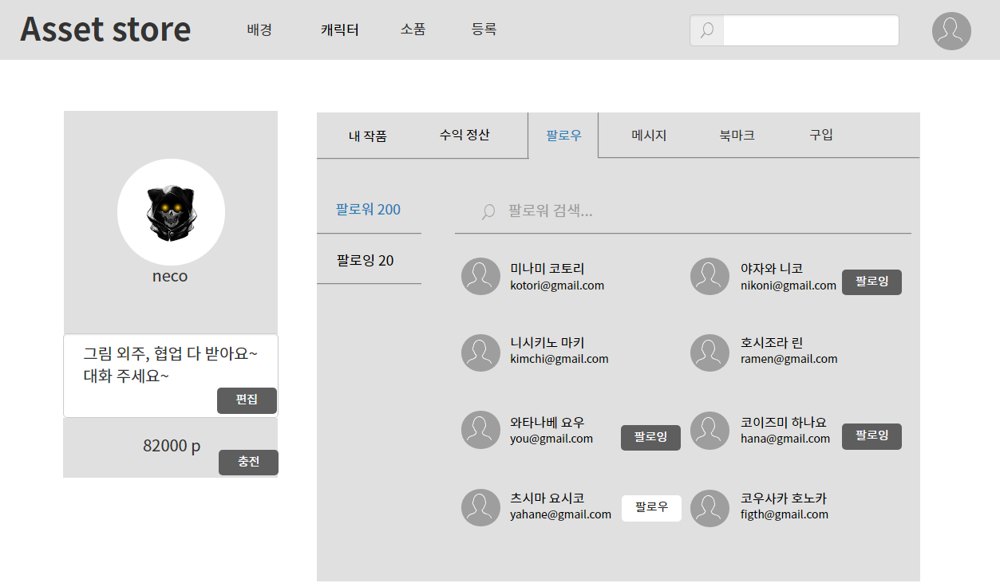 Asset store
배경
캐릭터
소품
등록
neco
그림 외주, 협업 다 받아요~
대화 주세요~
편집
82000 p
충전
내 작품
수익 정산
팔로우
메시지
북마크
구입
팔로워 200
팔로잉 20
팔로워 검색...
미나미 코토리
kotori@gmail.com
야자와 니코
nikoni@gmail.com
팔로잉
니시키노 마키
kimchi@gmail.com
호시조라 린
ramen@gmail.com
와타나베 요우
you@gmail.com
팔로잉
코이즈미 하나요
hana@gmail.com
팔로잉
츠시마 요시코
yahane@gmail.com
팔로우
코우사카 호노카
figth@gmail.com